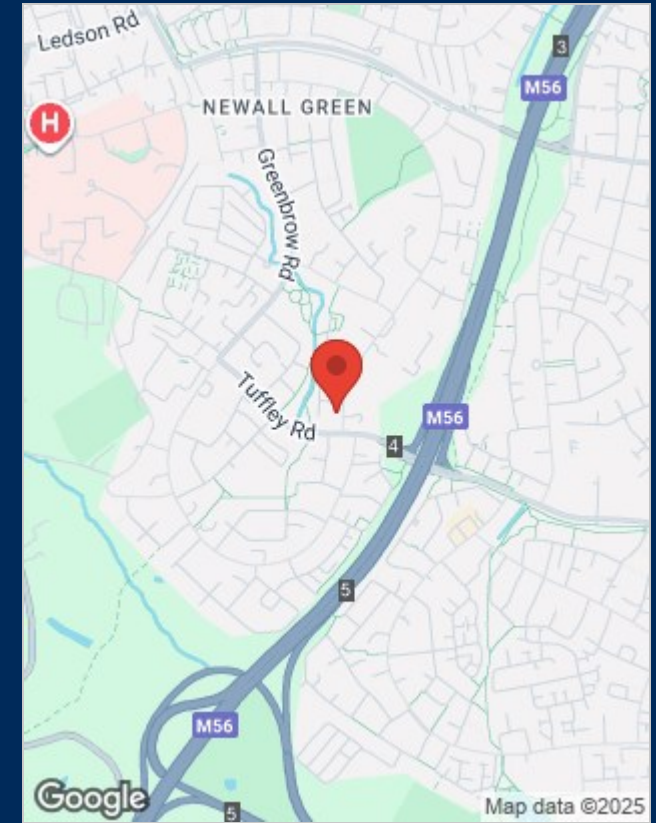 Ledson Rd
3
M56
NEWALL GREEN
H
Greenbrow Rd
Tuffley Rd
M56
4
5
M56
5
Google
Map data ©2025